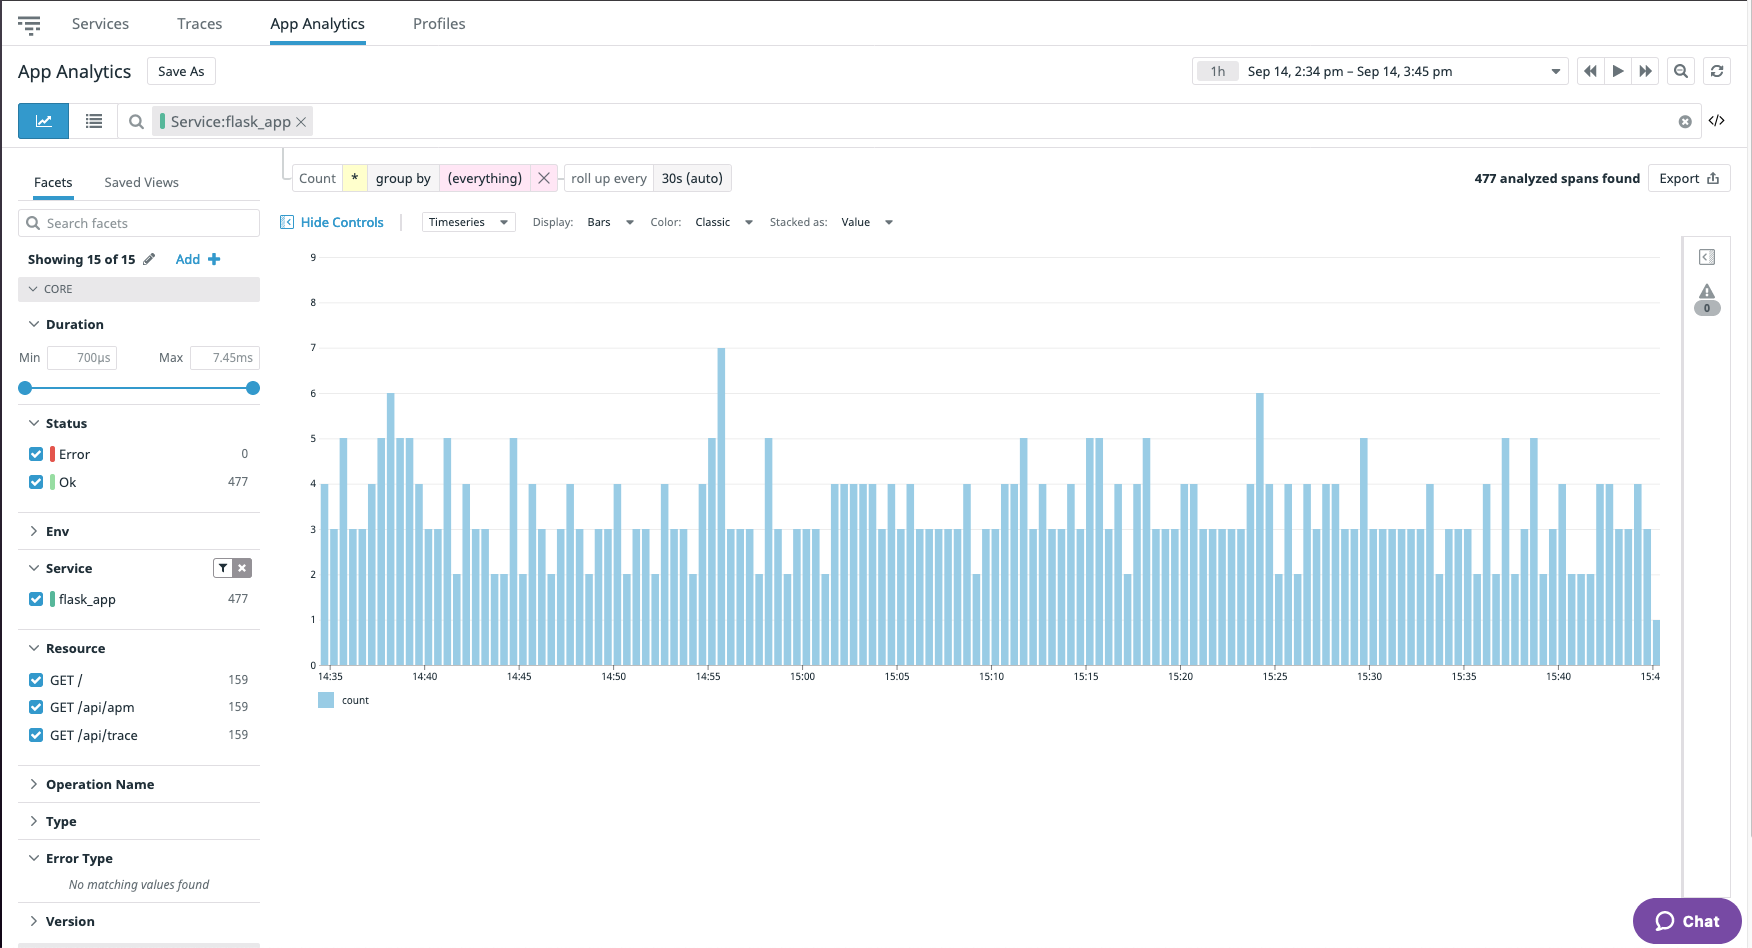 Services Traces App Analytics Profiles
App Analytics Save As 1h Sep 14, 2:34 pm – Sep 14, 3:45 pm
Service:flask_app </>
Facets Saved Views
Count * group by (everything) roll up every 30s (auto) 477 analyzed spans found Export
Search facets
Hide Controls Timeseries Display: Bars Color: Classic Stacked as: Value
Showing 15 of 15 Add
CORE
Duration
Min 700µs Max 7.45ms
Status
Error 0
Ok 477
Env
Service
flask_app 477
Resource
GET / 159
GET /api/apm 159
GET /api/trace 159
Operation Name
Type
Error Type
No matching values found
Version
9
8
7
6
5
4
3
2
1
0
14:35 14:40 14:45 14:50 14:55 15:00 15:05 15:10 15:15 15:20 15:25 15:30 15:35 15:40 15:4
count
0
Chat